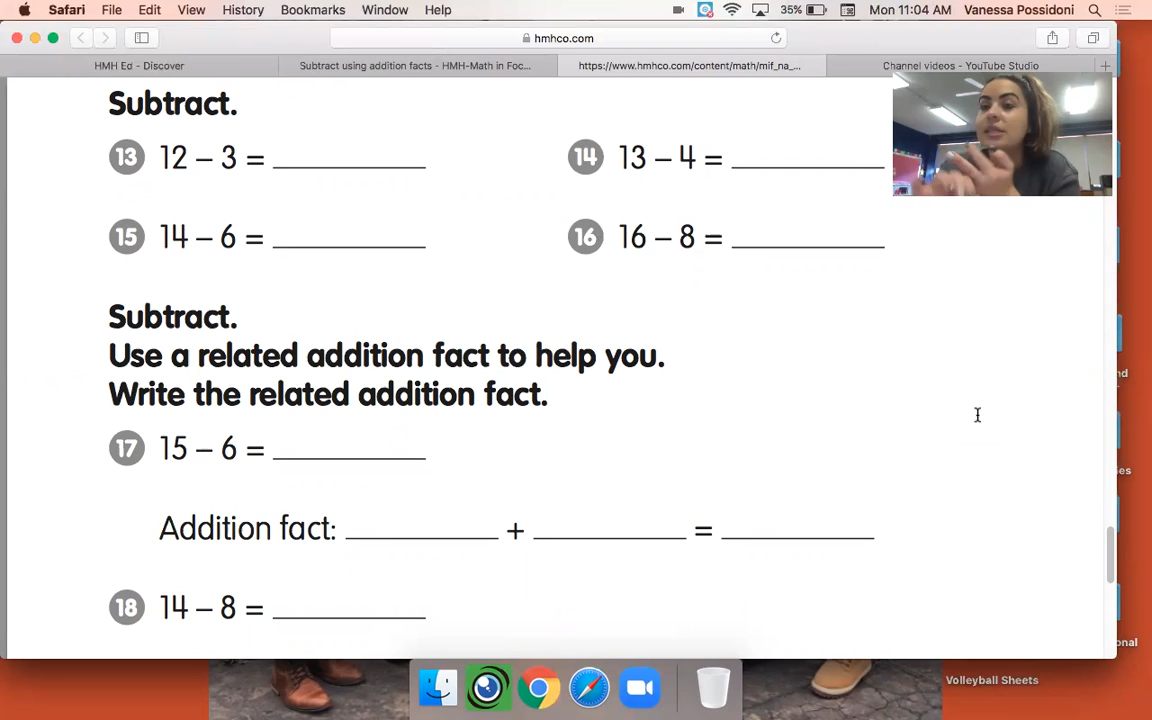 Safari File Edit View History Bookmarks Window Help 35% Mon 11:04 AM Vanessa Possidoni
hmhco.com
HMH Ed - Discover Subtract using addition facts - HMH-Math in Foc... https://www.hmhco.com/content/math/mif_na_... Channel videos - YouTube Studio
Subtract.
13 12 – 3 =
14 13 – 4 =
15 14 – 6 =
16 16 – 8 =
Subtract.
Use a related addition fact to help you.
Write the related addition fact.
17 15 – 6 =
Addition fact: + =
18 14 – 8 =
nd
ies
onal
Volleyball Sheets